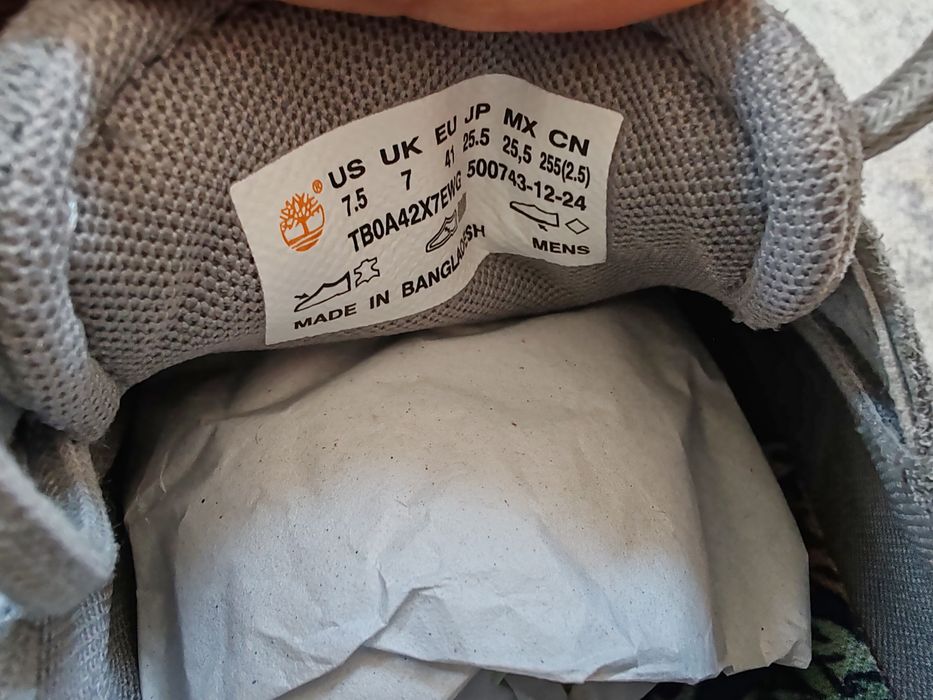 ® US UK EU JP MX CN
7.5 7 41 25.5 25,5 255(2.5)
TB0A42X7EWG 500743-12-24
MADE IN BANGLADESH MENS